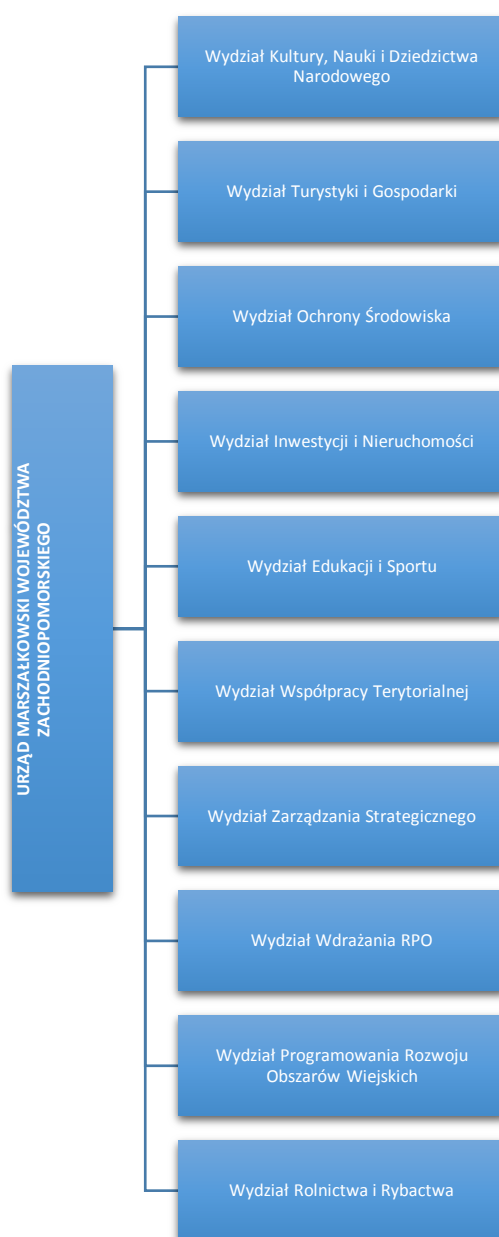 Wydział Kultury, Nauki i Dziedzictwa
Narodowego
Wydział Turystyki i Gospodarki
Wydział Ochrony Środowiska
Wydział Inwestycji i Nieruchomości
URZĄD MARSZAŁKOWSKI WOJEWÓDZTWA
ZACHODNIOPOMORSKIEGO
Wydział Edukacji i Sportu
Wydział Współpracy Terytorialnej
Wydział Zarządzania Strategicznego
Wydział Wdrażania RPO
Wydział Programowania Rozwoju
Obszarów Wiejskich
Wydział Rolnictwa i Rybactwa